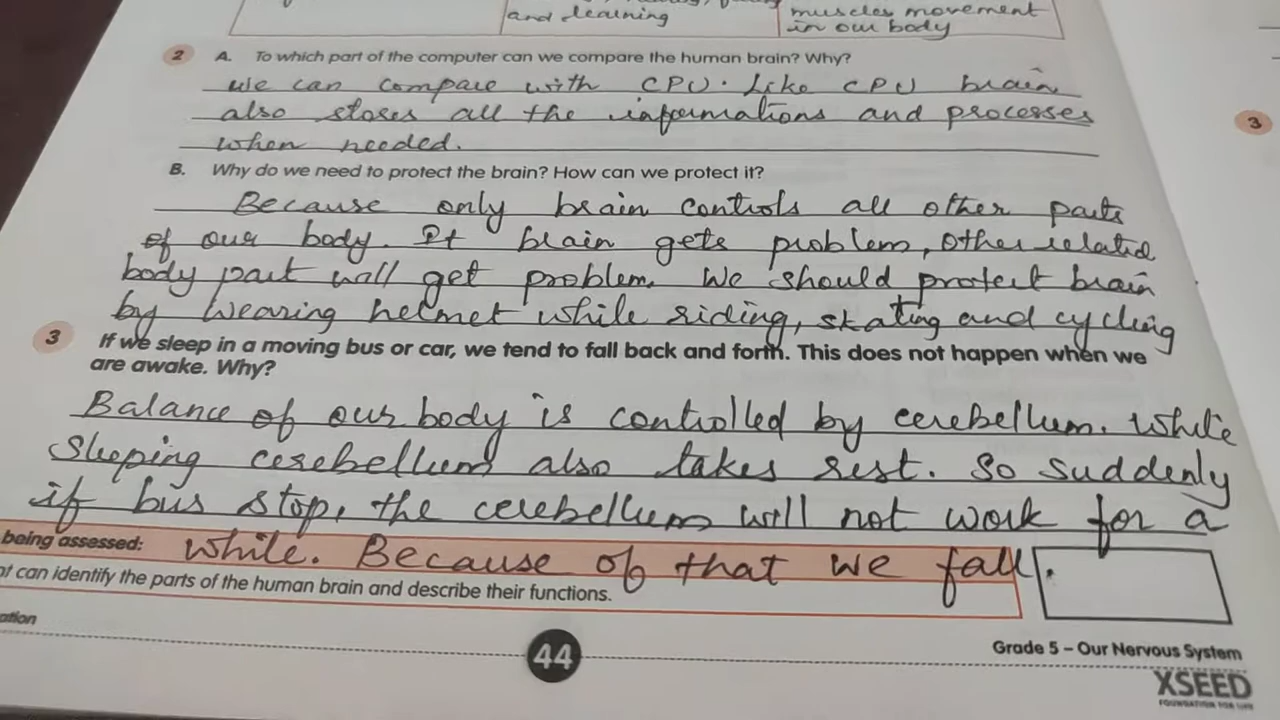 and learning
muscles movement
in our body
2 A. To which part of the computer can we compare the human brain? Why?
We can compare with CPU. Like CPU brain
also stores all the informations and processes
when needed.
B. Why do we need to protect the brain? How can we protect it?
Because only brain controls all other parts
of our body. It brain gets problem, other related
body part will get problem. We should protect brain
by wearing helmet while riding, skating and cycling
3 If we sleep in a moving bus or car, we tend to fall back and forth. This does not happen when we
are awake. Why?
Balance of our body is controlled by cerebellum. While
Sleeping cerebellum also takes rest. So suddenly
if bus stop, the cerebellum will not work for a
being assessed: while. Because of that we fall.
can identify the parts of the human brain and describe their functions.
44
Grade 5 – Our Nervous System
XSEED
FOUNDATION FOR LIFE
3